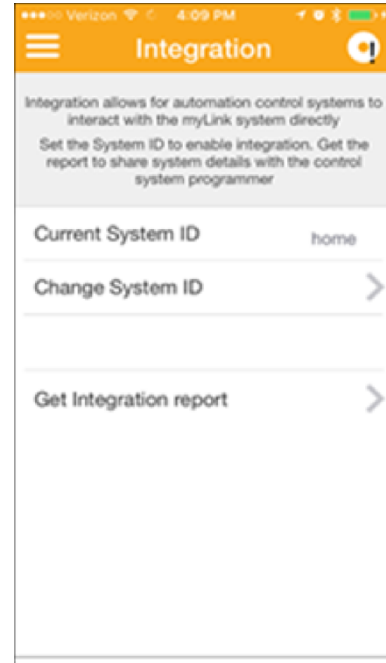 Verizon 4:09 PM
Integration
Integration allows for automation control systems to
interact with the myLink system directly
Set the System ID to enable integration. Get the
report to share system details with the control
system programmer
Current System ID home
Change System ID
Get Integration report